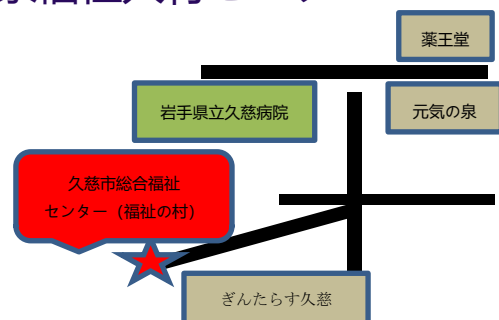 薬王堂
岩手県立久慈病院
元気の泉
久慈市総合福祉
センター（福祉の村）
ぎんたらす久慈